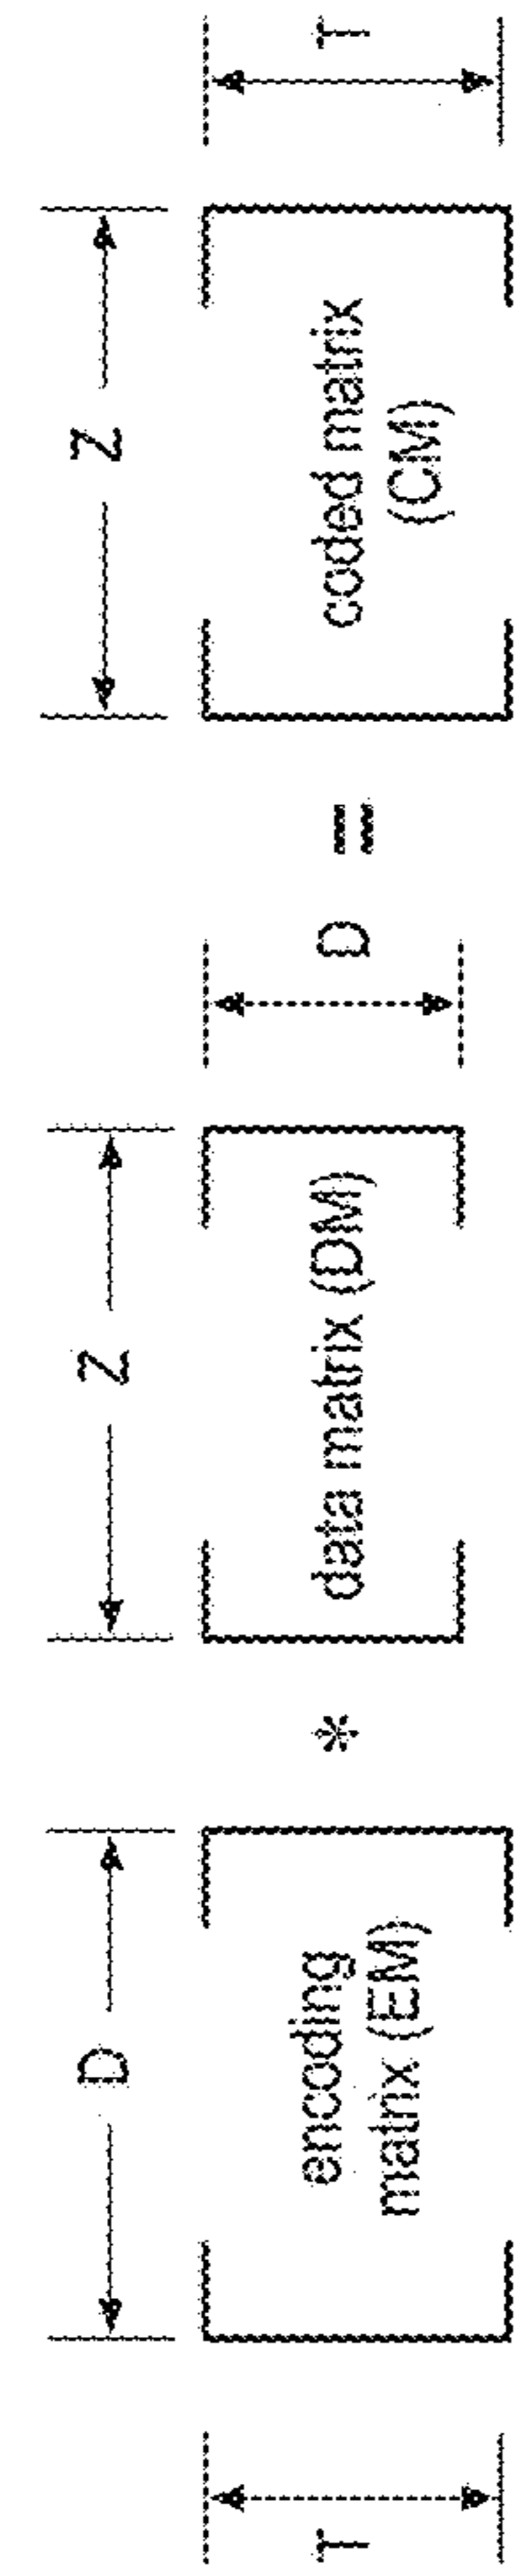 T
D
encoding
matrix (EM)
*
Z
data matrix (DM)
D
=
Z
coded matrix
(CM)
T